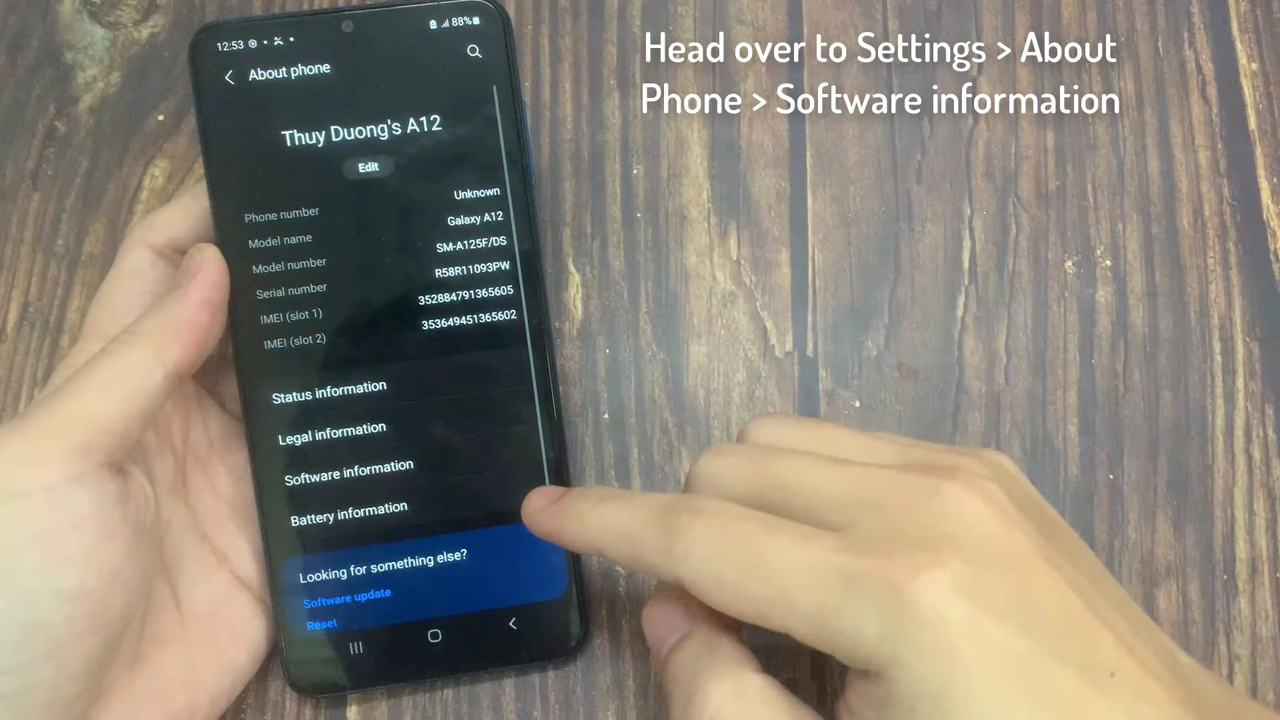 Head over to Settings > About
Phone > Software information
12:53
88%
About phone
Thuy Duong's A12
Edit
Phone number Unknown
Model name Galaxy A12
Model number SM-A125F/DS
Serial number R58R11093PW
IMEI (slot 1) 352884791365605
IMEI (slot 2) 353649451365602
Status information
Legal information
Software information
Battery information
Looking for something else?
Software update
Reset